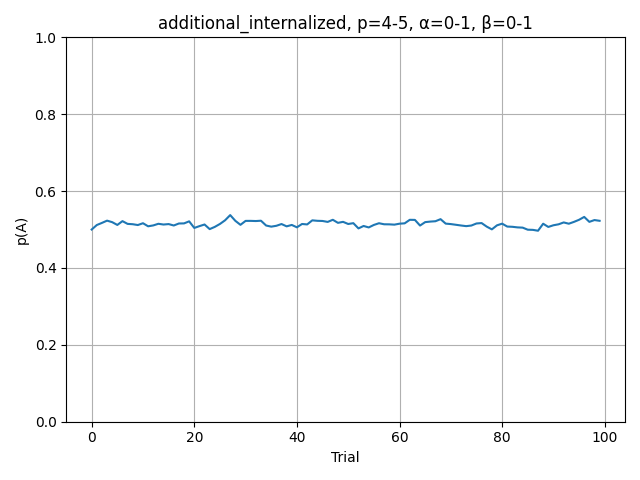 additional_internalized, p=4-5, α=0-1, β=0-1
1.0
0.8
0.6
0.4
0.2
0.0
p(A)
0 20 40 60 80 100
Trial